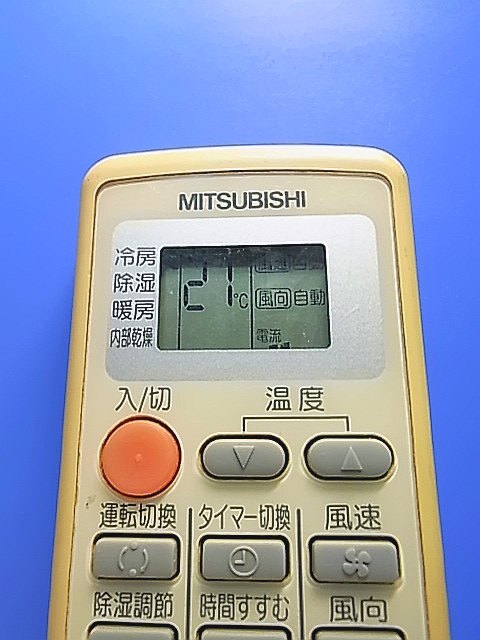 MITSUBISHI
冷房
除湿
暖房
内部乾燥
21℃
風速 自動
風向 自動
電流
入/切
温度
運転切換
タイマー切換
風速
除湿調節
時間すすむ
風向